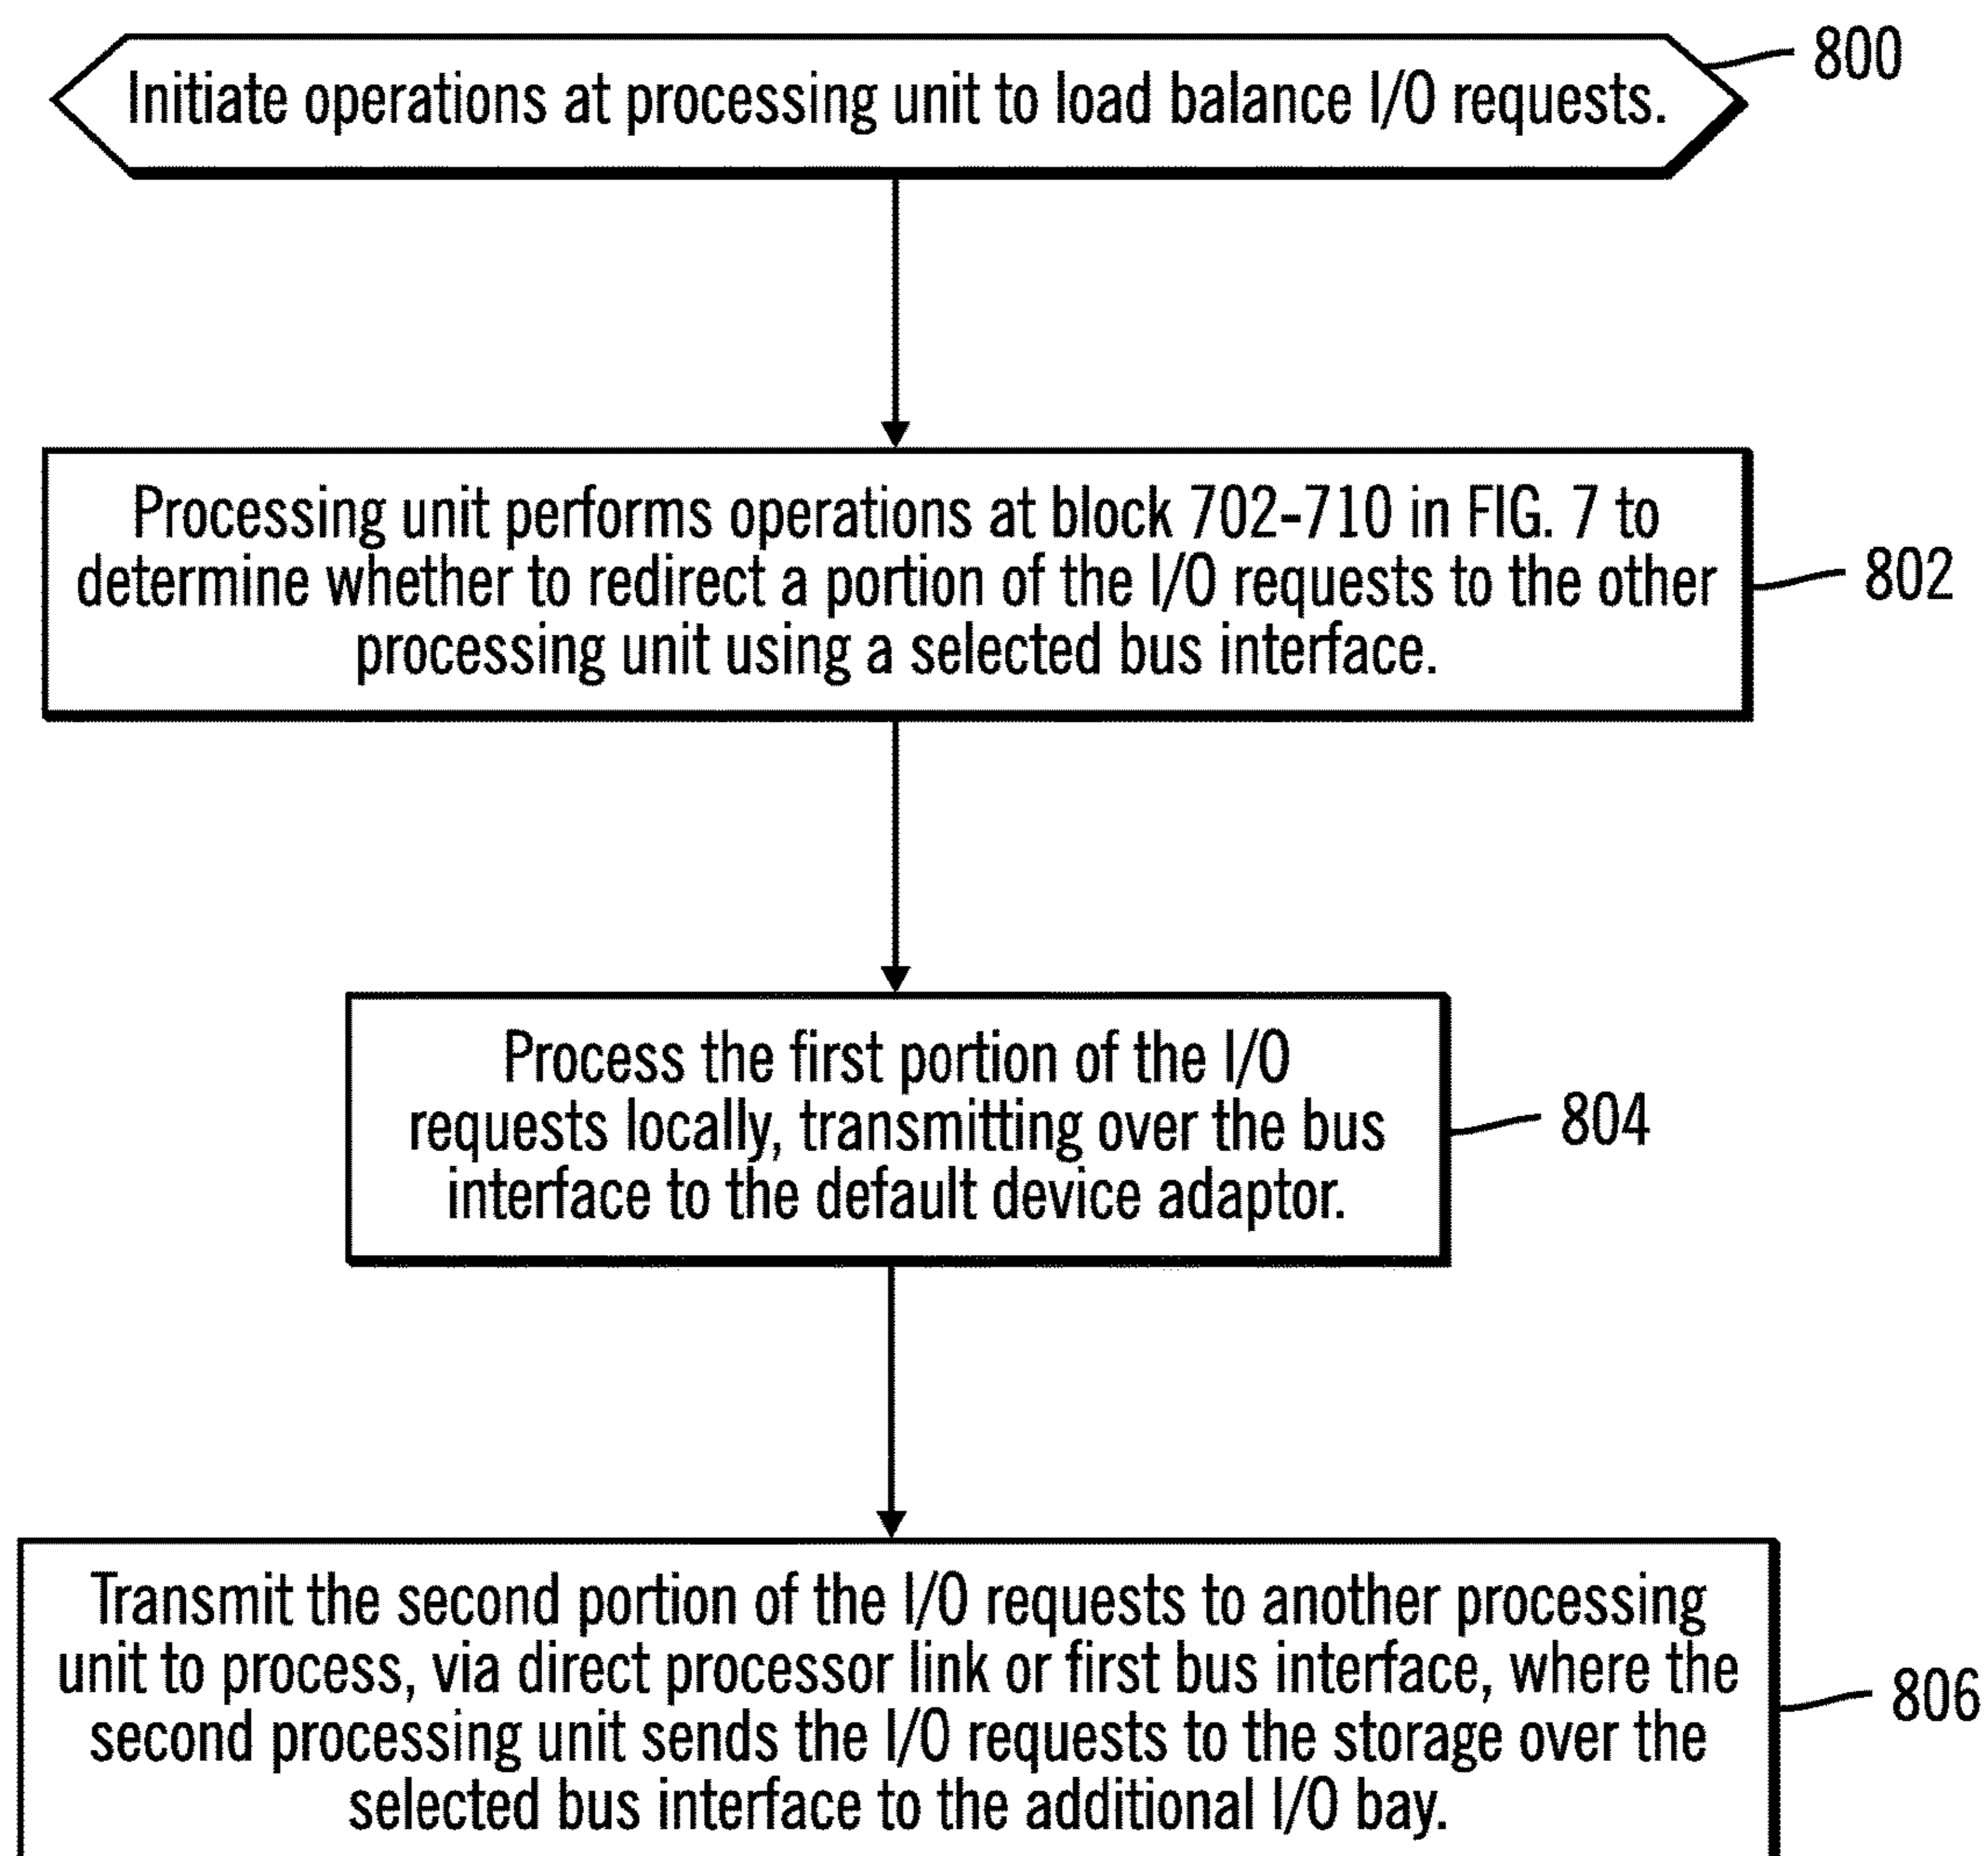 800
Initiate operations at processing unit to load balance I/O requests.
Processing unit performs operations at block 702-710 in FIG. 7 to
determine whether to redirect a portion of the I/O requests to the other
processing unit using a selected bus interface.
802
Process the first portion of the I/O
requests locally, transmitting over the bus
interface to the default device adaptor.
804
Transmit the second portion of the I/O requests to another processing
unit to process, via direct processor link or first bus interface, where the
second processing unit sends the I/O requests to the storage over the
selected bus interface to the additional I/O bay.
806